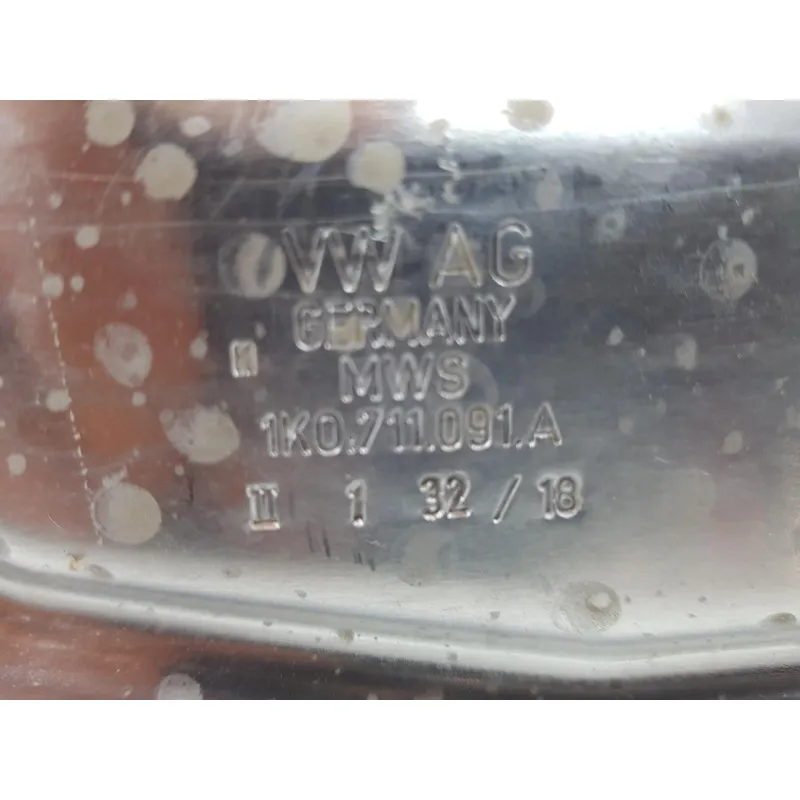 VW AG
GERMANY
MWS
1K0.711.091.A
II 1 32 / 18